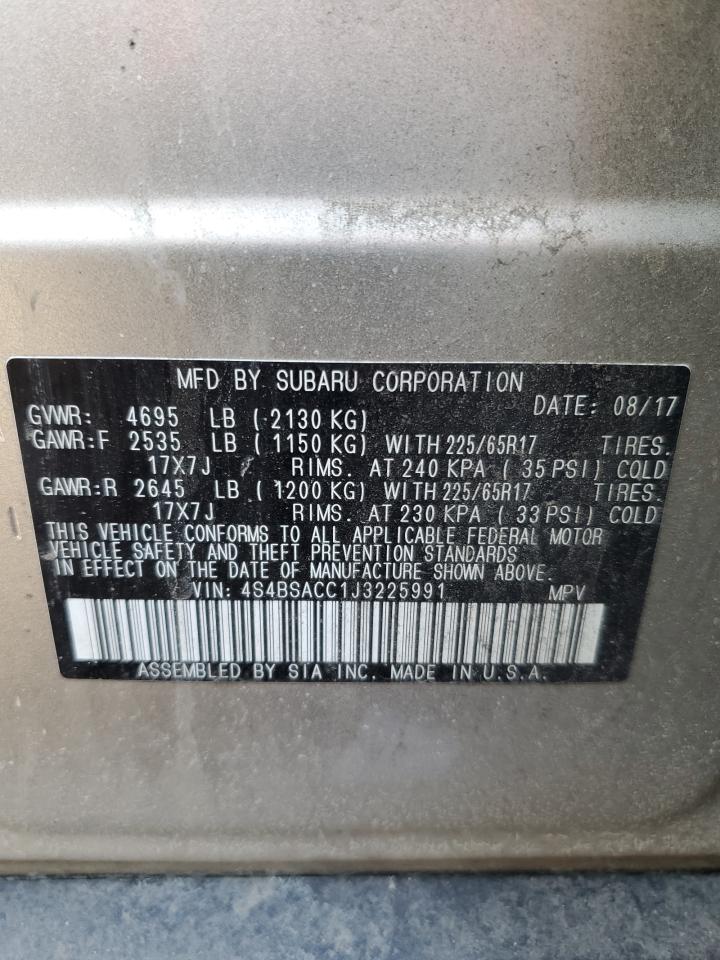 MFD BY SUBARU CORPORATION
GVWR: 4695 LB ( 2130 KG) DATE: 08/17
GAWR:F 2535 LB ( 1150 KG) WITH 225/65R17 TIRES.
17X7J RIMS. AT 240 KPA ( 35 PSI) COLD
GAWR:R 2645 LB ( 1200 KG) WITH 225/65R17 TIRES.
17X7J RIMS. AT 230 KPA ( 33 PSI) COLD
THIS VEHICLE CONFORMS TO ALL APPLICABLE FEDERAL MOTOR
VEHICLE SAFETY AND THEFT PREVENTION STANDARDS
IN EFFECT ON THE DATE OF MANUFACTURE SHOWN ABOVE.
VIN: 4S4BSACC1J3225991 MPV
ASSEMBLED BY SIA INC. MADE IN U.S.A.